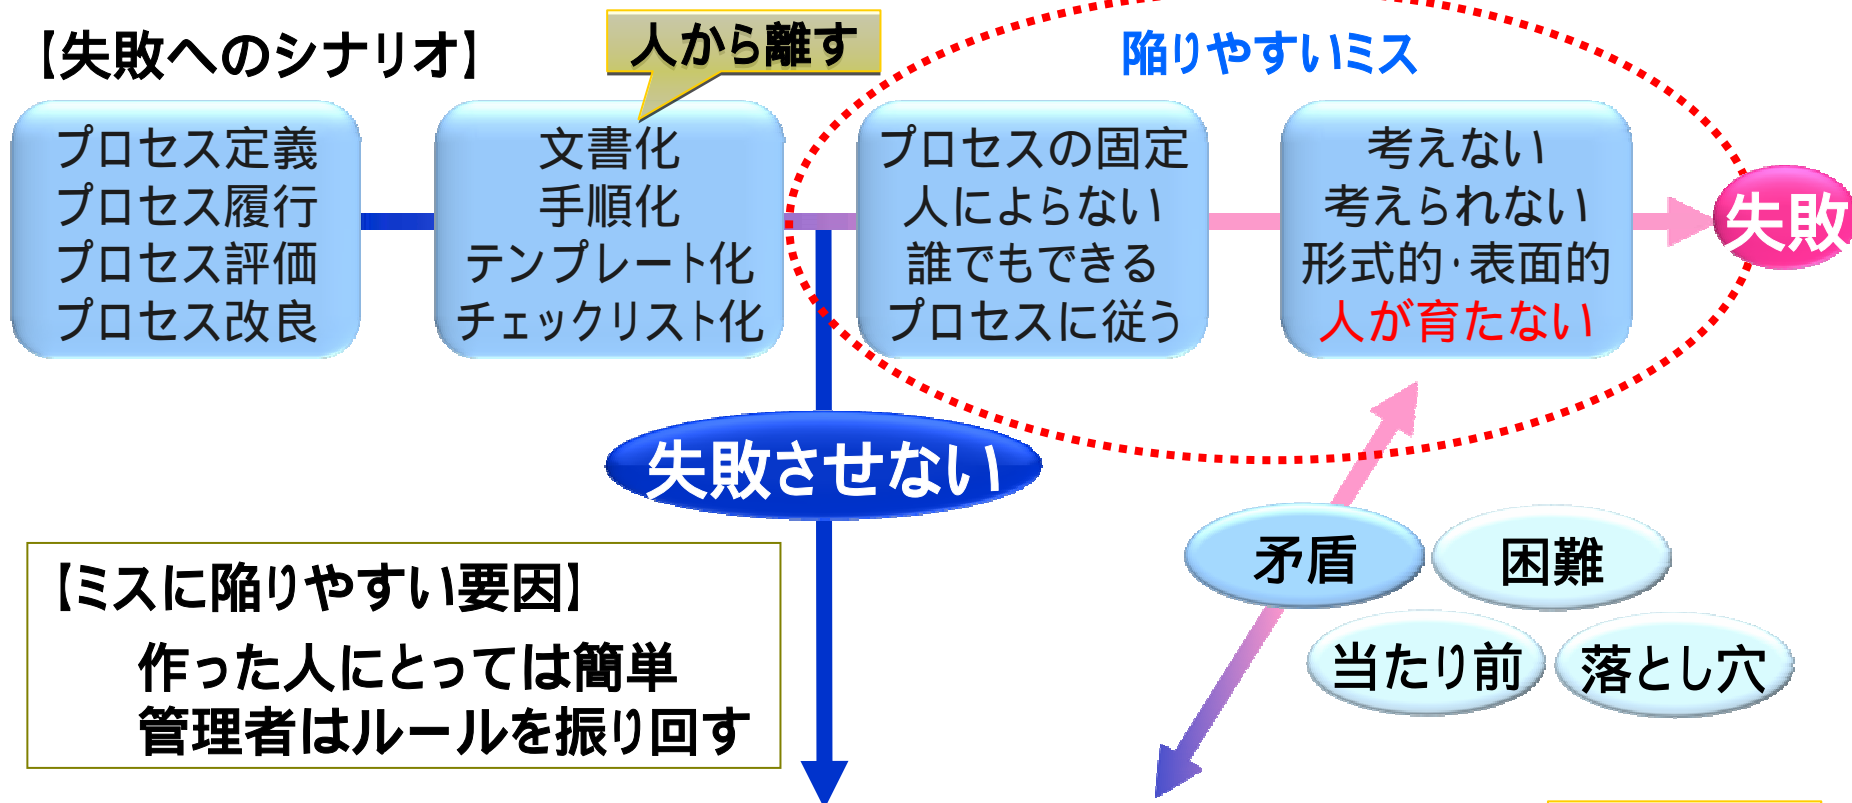 【失敗へのシナリオ】
人から離す
陥りやすいミス
プロセス定義
プロセス履行
プロセス評価
プロセス改良
文書化
手順化
テンプレート化
チェックリスト化
プロセスの固定
人によらない
誰でもできる
プロセスに従う
考えない
考えられない
形式的・表面的
人が育たない
失敗
失敗させない
【ミスに陥りやすい要因】
作った人にとっては簡単
管理者はルールを振り回す
矛盾
困難
当たり前
落とし穴